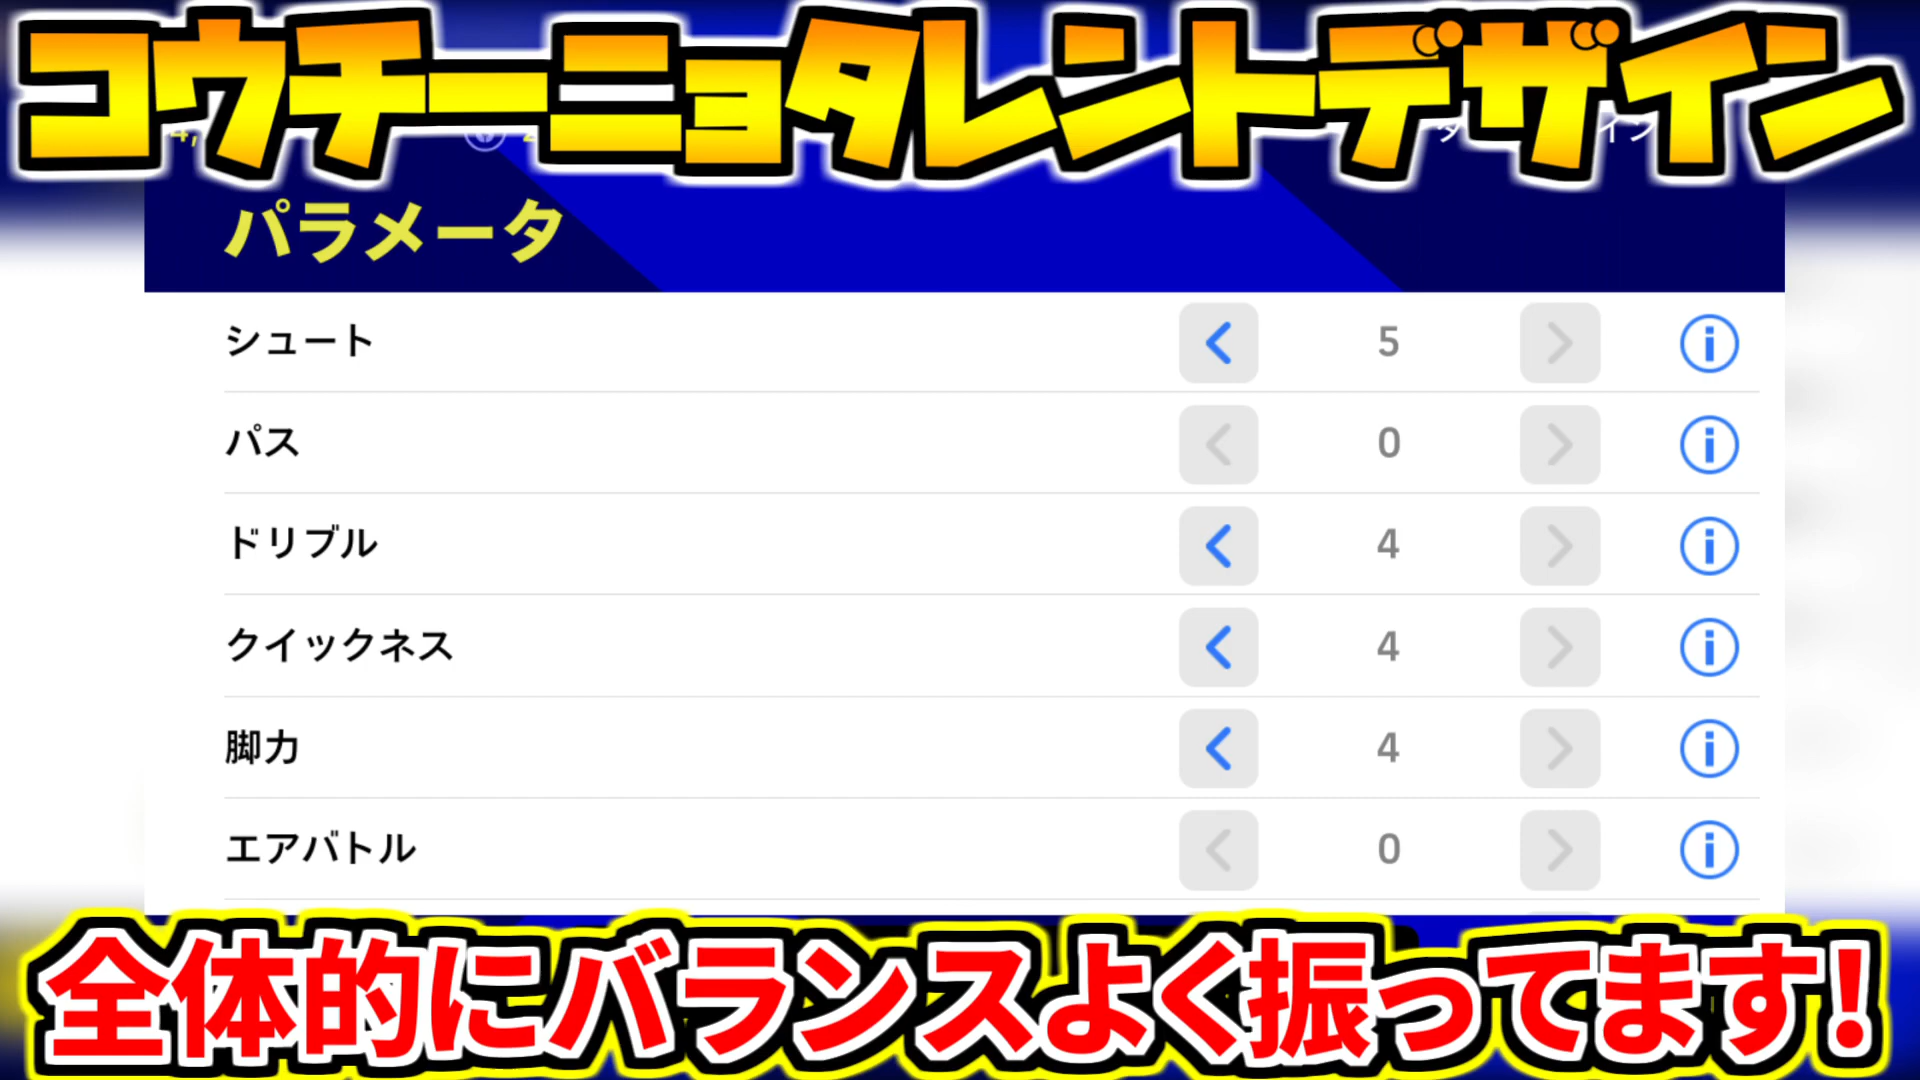 コウチーニョタレントデザイン
パラメータ
シュート 5
パス 0
ドリブル 4
クイックネス 4
脚力 4
エアバトル 0
全体的にバランスよく振ってます!